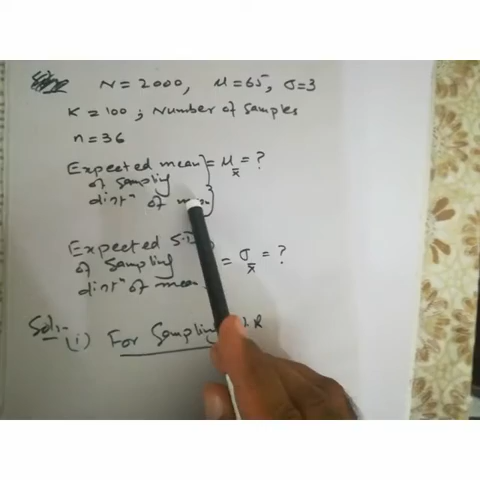 N = 2000, μ = 65, σ = 3
K = 100 ; Number of samples
n = 36
Expected mean = μx̄ = ?
of sampling
distⁿ of mean
Expected S.D
of Sampling = σx̄ = ?
distⁿ of mean
Solⁿ:-
(i) For Sampling